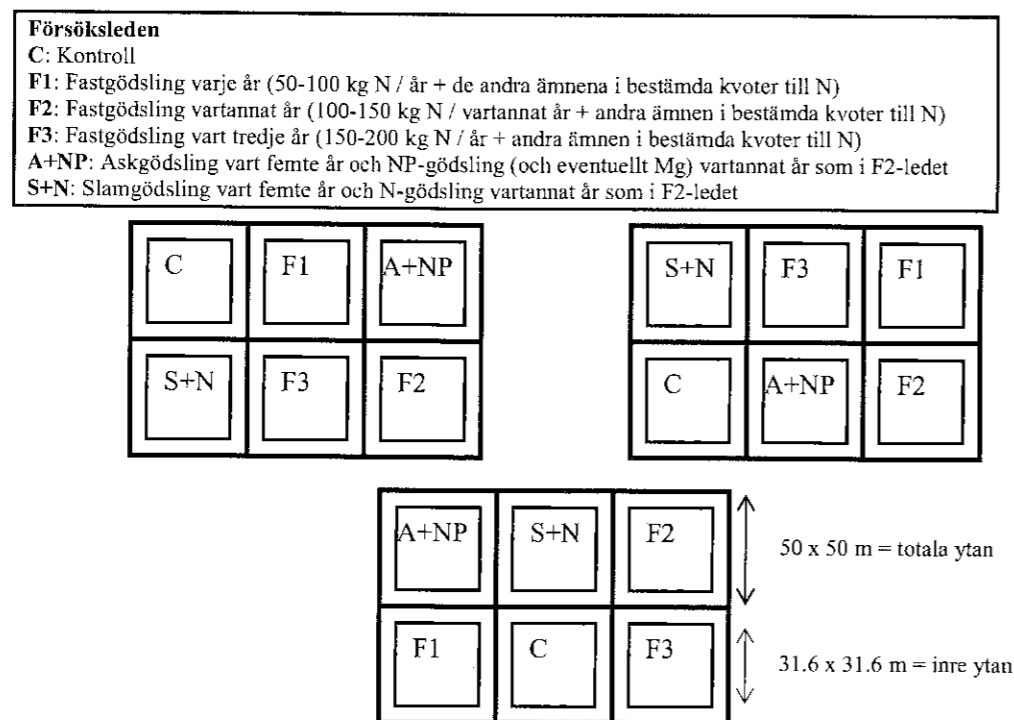 Försöksleden
C: Kontroll
F1: Fastgödsling varje år (50-100 kg N / år + de andra ämnena i bestämda kvoter till N)
F2: Fastgödsling vartannat år (100-150 kg N / vartannat år + andra ämnen i bestämda kvoter till N)
F3: Fastgödsling vart tredje år (150-200 kg N / år + andra ämnen i bestämda kvoter till N)
A+NP: Askgödsling vart femte år och NP-gödsling (och eventuellt Mg) vartannat år som i F2-ledet
S+N: Slamgödsling vart femte år och N-gödsling vartannat år som i F2-ledet
C F1 A+NP
S+N F3 F2
S+N F3 F1
C A+NP F2
A+NP S+N F2
50 x 50 m = totala ytan
F1 C F3
31.6 x 31.6 m = inre ytan